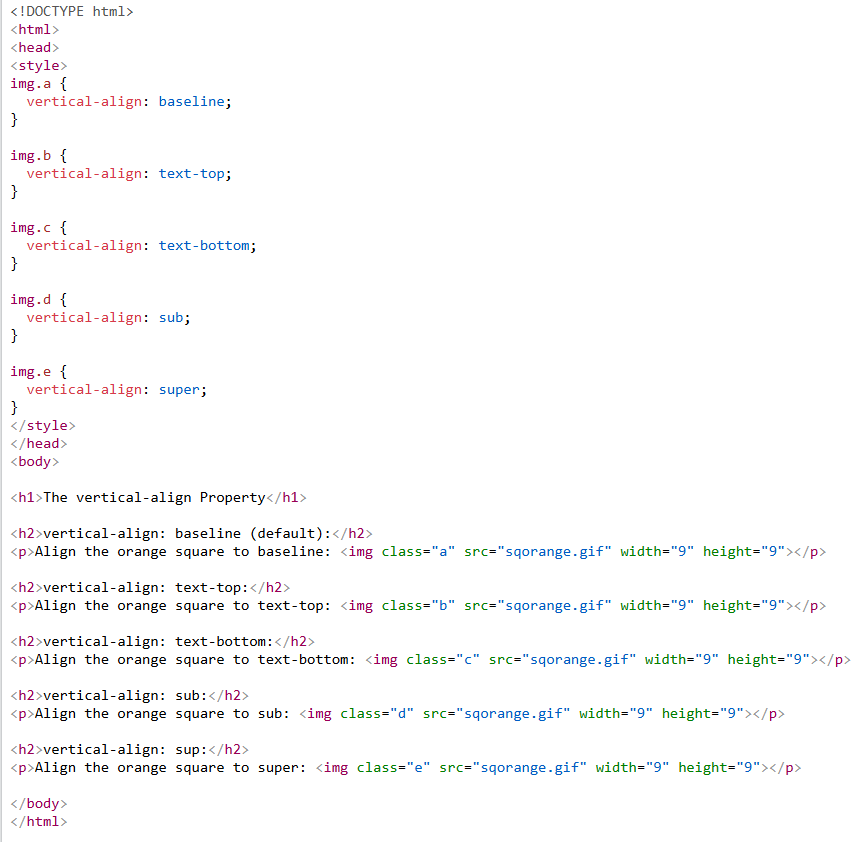 <!DOCTYPE html>
<html>
<head>
<style>
img.a {
  vertical-align: baseline;
}

img.b {
  vertical-align: text-top;
}

img.c {
  vertical-align: text-bottom;
}

img.d {
  vertical-align: sub;
}

img.e {
  vertical-align: super;
}
</style>
</head>
<body>

<h1>The vertical-align Property</h1>

<h2>vertical-align: baseline (default):</h2>
<p>Align the orange square to baseline: <img class="a" src="sqorange.gif" width="9" height="9"></p>

<h2>vertical-align: text-top:</h2>
<p>Align the orange square to text-top: <img class="b" src="sqorange.gif" width="9" height="9"></p>

<h2>vertical-align: text-bottom:</h2>
<p>Align the orange square to text-bottom: <img class="c" src="sqorange.gif" width="9" height="9"></p>

<h2>vertical-align: sub:</h2>
<p>Align the orange square to sub: <img class="d" src="sqorange.gif" width="9" height="9"></p>

<h2>vertical-align: sup:</h2>
<p>Align the orange square to super: <img class="e" src="sqorange.gif" width="9" height="9"></p>

</body>
</html>